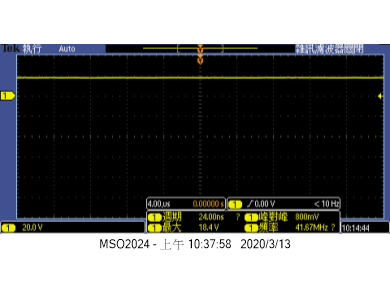 Tek 執行 Auto 雜訊濾波器關閉
1
4.00us 0.00000 s 1 0.00 V < 10 Hz
1 週期 24.00ns ? 1 峰對峰 800mV
1 最大 18.4 V 1 頻率 41.67MHz ?
1 20.0 V 10:14:44
MSO2024 - 上午 10:37:58 2020/3/13